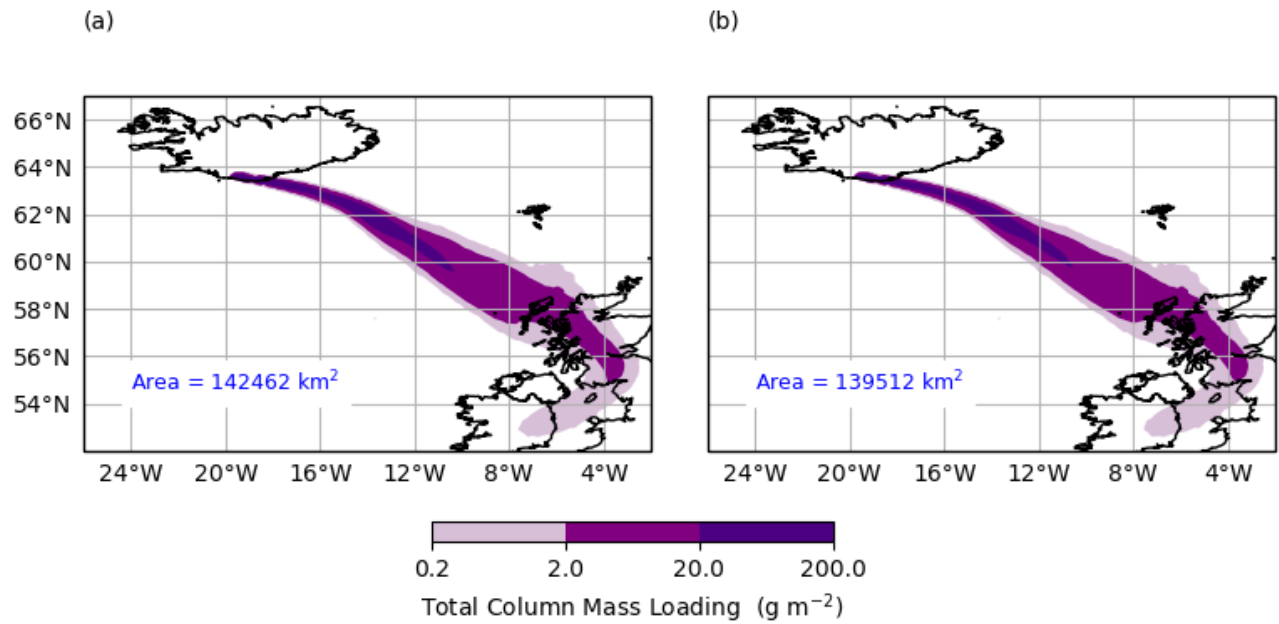 (a) (b)
66°N
64°N
62°N
60°N
58°N
56°N
54°N
Area = 142462 km²
Area = 139512 km²
24°W 20°W 16°W 12°W 8°W 4°W 24°W 20°W 16°W 12°W 8°W 4°W
0.2 2.0 20.0 200.0
Total Column Mass Loading (g m⁻²)